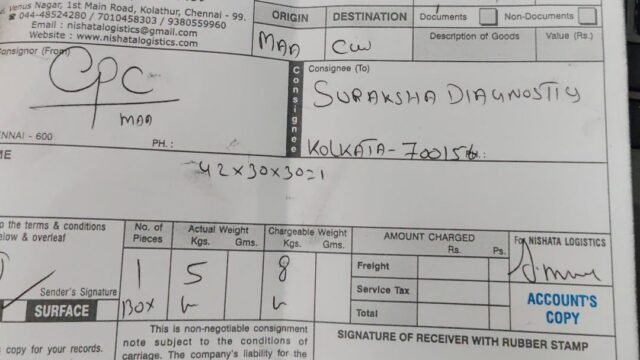 Venus Nagar, 1st Main Road, Kolathur, Chennai - 99.
044-48524280 / 7010458303 / 9380559960
Email : nishatalogistics@gmail.com
Website : www.nishatalogistics.com
ORIGIN DESTINATION Documents Non-Documents
MAA CCU Description of Goods Value (Rs.)
Consignor (From) Consignee Consignee (To)
CPC SURAKSHA DIAGNOSTIC
MAA
ENNAI - 600 PH. : KOLKATA - 700156
ME
42x30x30=1
to the terms & conditions No. of Actual Weight Chargeable Weight AMOUNT CHARGED For NISHATA LOGISTICS
below & overleaf Pieces Kgs. Gms. Kgs. Gms. Rs. Ps.
1 5 8 Freight
Sender's Signature Service Tax
SURFACE BOX Total ACCOUNT'S
COPY
copy for your records. This is non-negotiable consignment SIGNATURE OF RECEIVER WITH RUBBER STAMP
note subject to the conditions of
carriage. The company's liability for the